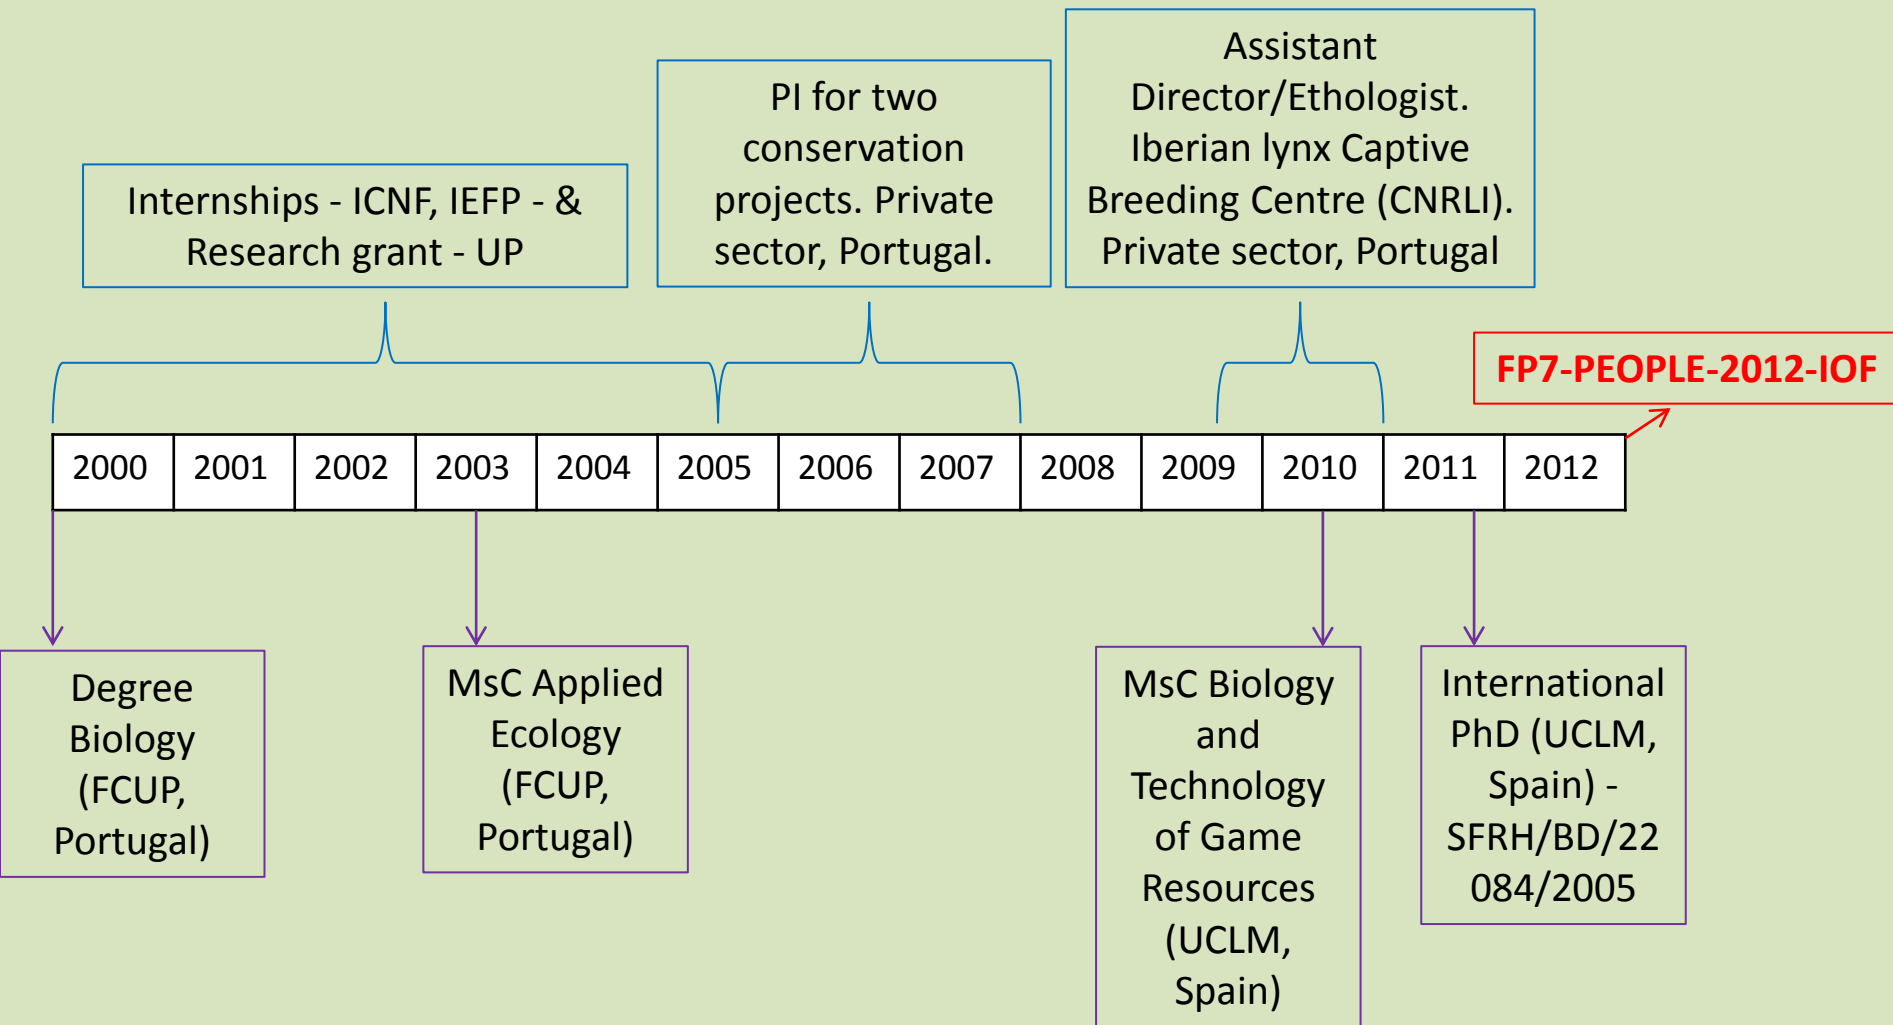 Internships - ICNF, IEFP - &
Research grant - UP
PI for two
conservation
projects. Private
sector, Portugal.
Assistant
Director/Ethologist.
Iberian lynx Captive
Breeding Centre (CNRLI).
Private sector, Portugal
FP7-PEOPLE-2012-IOF
2000 2001 2002 2003 2004 2005 2006 2007 2008 2009 2010 2011 2012
Degree
Biology
(FCUP,
Portugal)
MsC Applied
Ecology
(FCUP,
Portugal)
MsC Biology
and
Technology
of Game
Resources
(UCLM,
Spain)
International
PhD (UCLM,
Spain) -
SFRH/BD/22
084/2005